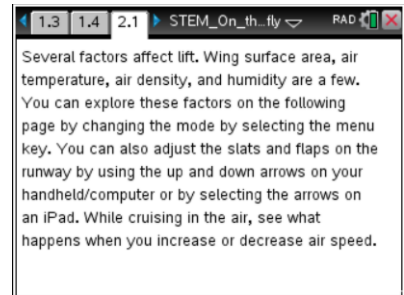 1.3 1.4 2.1 STEM_On_th…fly RAD
Several factors affect lift. Wing surface area, air
temperature, air density, and humidity are a few.
You can explore these factors on the following
page by changing the mode by selecting the menu
key. You can also adjust the slats and flaps on the
runway by using the up and down arrows on your
handheld/computer or by selecting the arrows on
an iPad. While cruising in the air, see what
happens when you increase or decrease air speed.